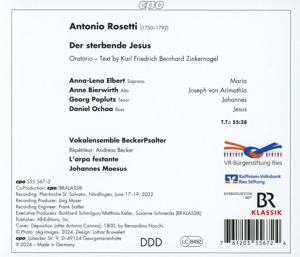 cpo
Antonio Rosetti (1750–1792)
Der sterbende Jesus
Oratorio – Text by Karl Friedrich Bernhard Zinkernagel
Anna-Lena Elbert Soprano Maria
Anne Bierwirth Alto Joseph von Arimathia
Georg Poplutz Tenor Johannes
Daniel Ochoa Bass Jesus
T.T.: 55:28
Vokalensemble BeckerPsalter
Répétiteur: Andreas Becker
L'arpa festante
Johannes Moesus
VR-Bürgerstiftung Ries
Raiffeisen-Volksbank
Ries Stiftung
cpo 555 567–2
Co-Production: cpo/BR-KLASSIK
Recording: Pfarrkirche St. Salvator, Nördlingen, June 17–19, 2022
Recording Producer: Jörg Moser
Recording Engineer: Frank Sattler
Executive Producers: Burkhard Schmilgun/Matthias Keller, Susanne Schmerda (BR-KLASSIK)
Publisher: AR-Editions, Inc.
Cover: (after Antonio Canova), 1800, by Bernardino Nocchi.
© Photo: akg-images, 2024; Design: Lothar Bruweleit
cpo, Lübecker Str. 9, D–49124 Georgsmarienhütte
℗ 2024 – Made in Germany
DDD
LC 8492
BR
KLASSIK
7 61203 55672 4